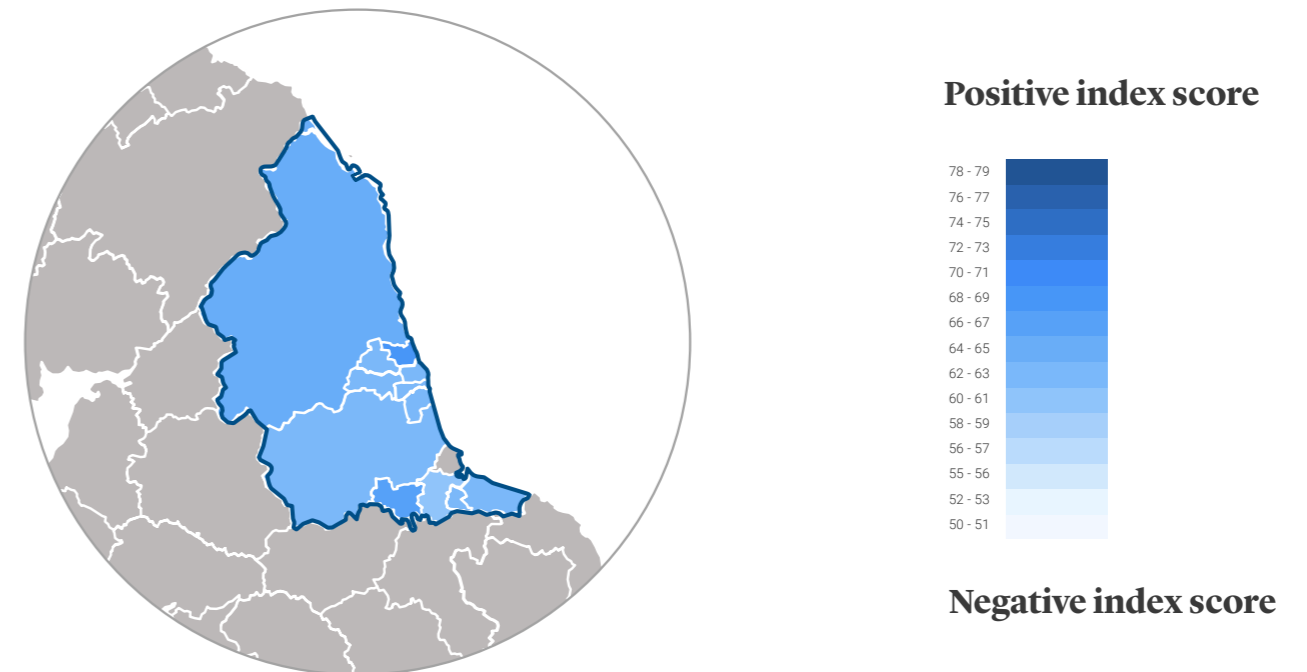 Positive index score
78 - 79
76 - 77
74 - 75
72 - 73
70 - 71
68 - 69
66 - 67
64 - 65
62 - 63
60 - 61
58 - 59
56 - 57
55 - 56
52 - 53
50 - 51
Negative index score